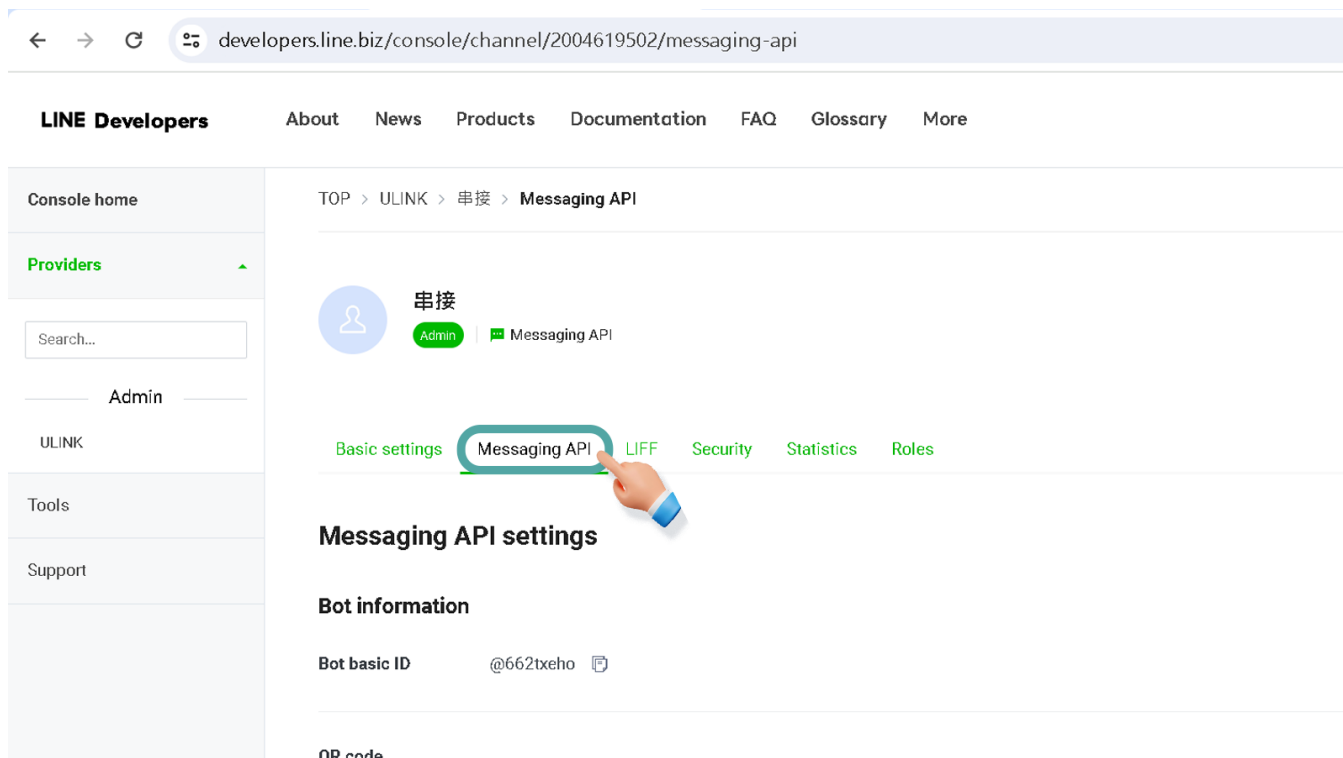 developers.line.biz/console/channel/2004619502/messaging-api
LINE Developers About News Products Documentation FAQ Glossary More
Console home
Providers
Search...
Admin
ULINK
Tools
Support
TOP > ULINK > 串接 > Messaging API
串接
Admin Messaging API
Basic settings Messaging API LIFF Security Statistics Roles
Messaging API settings
Bot information
Bot basic ID @662txeho
QR code